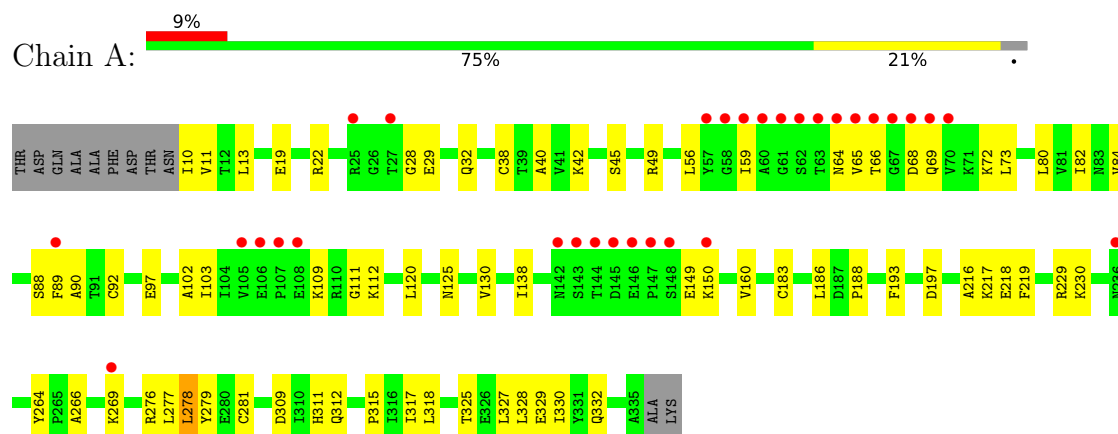 9%
Chain A:
75% 21% •
THR ASP GLN ALA ALA PHE ASP THR ASN I10 V11 T12 L13 E19 R22 R25 G26 T27 G28 E29 Q32 C38 T39 A40 V41 K42 S45 R49 L56 Y57 G58 I59 A60 G61 S62 T63 N64 V65 T66 G67 D68 Q69 V70 K71 K72 L73 L80 V81 I82 N83 V84
S88 F89 A90 T91 C92 E97 A102 I103 I104 V105 E106 P107 E108 K109 R110 G111 K112 L120 N125 V130 I138 N142 S143 T144 D145 E146 P147 S148 E149 K150 V160 C183 L186 D187 P188 F193 D197 A216 K217 E218 F219 R229 K230 N236
Y264 P265 A266 K269 R276 L277 L278 Y279 E280 C281 D309 I310 H311 Q312 P315 I316 I317 L318 T325 E326 L327 L328 E329 I330 Y331 Q332 A335 ALA LYS